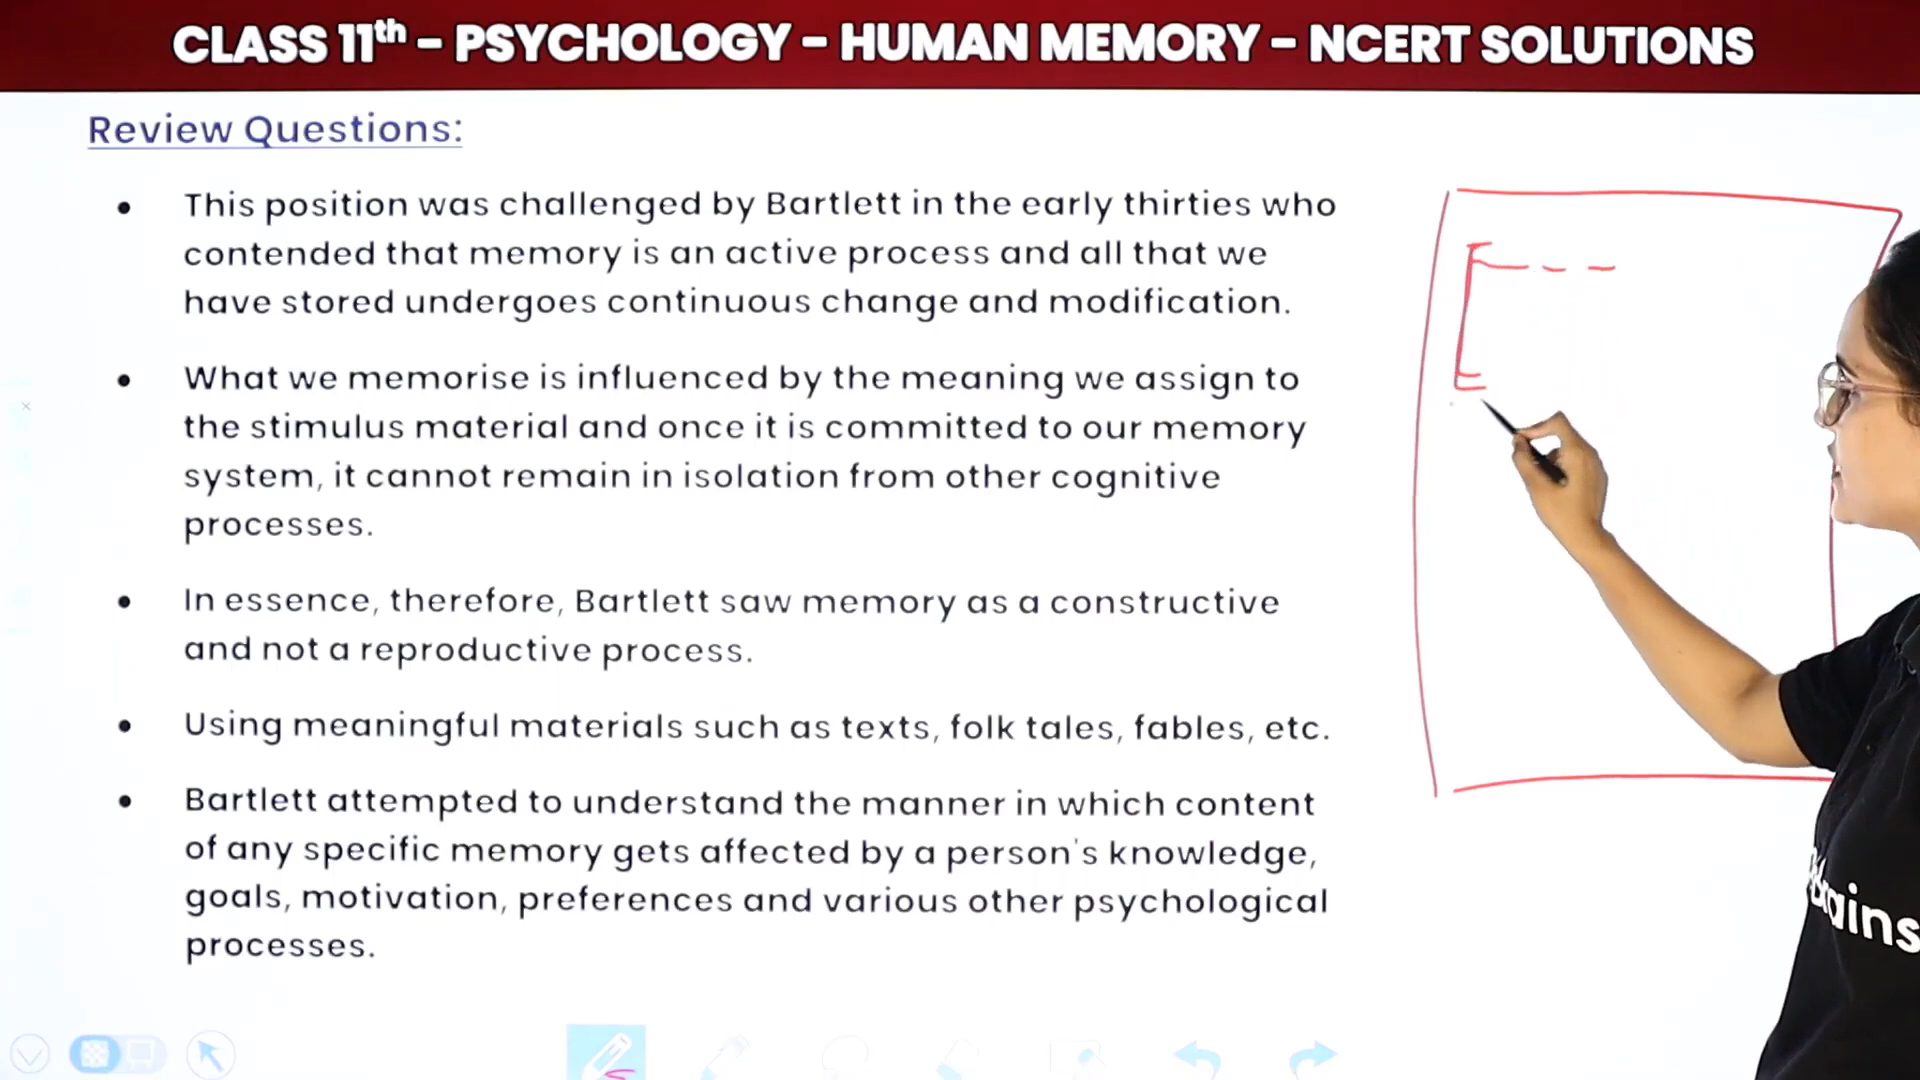 CLASS 11th – PSYCHOLOGY – HUMAN MEMORY – NCERT SOLUTIONS
Review Questions:
• This position was challenged by Bartlett in the early thirties who
contended that memory is an active process and all that we
have stored undergoes continuous change and modification.
• What we memorise is influenced by the meaning we assign to
the stimulus material and once it is committed to our memory
system, it cannot remain in isolation from other cognitive
processes.
• In essence, therefore, Bartlett saw memory as a constructive
and not a reproductive process.
• Using meaningful materials such as texts, folk tales, fables, etc.
• Bartlett attempted to understand the manner in which content
of any specific memory gets affected by a person's knowledge,
goals, motivation, preferences and various other psychological
processes.